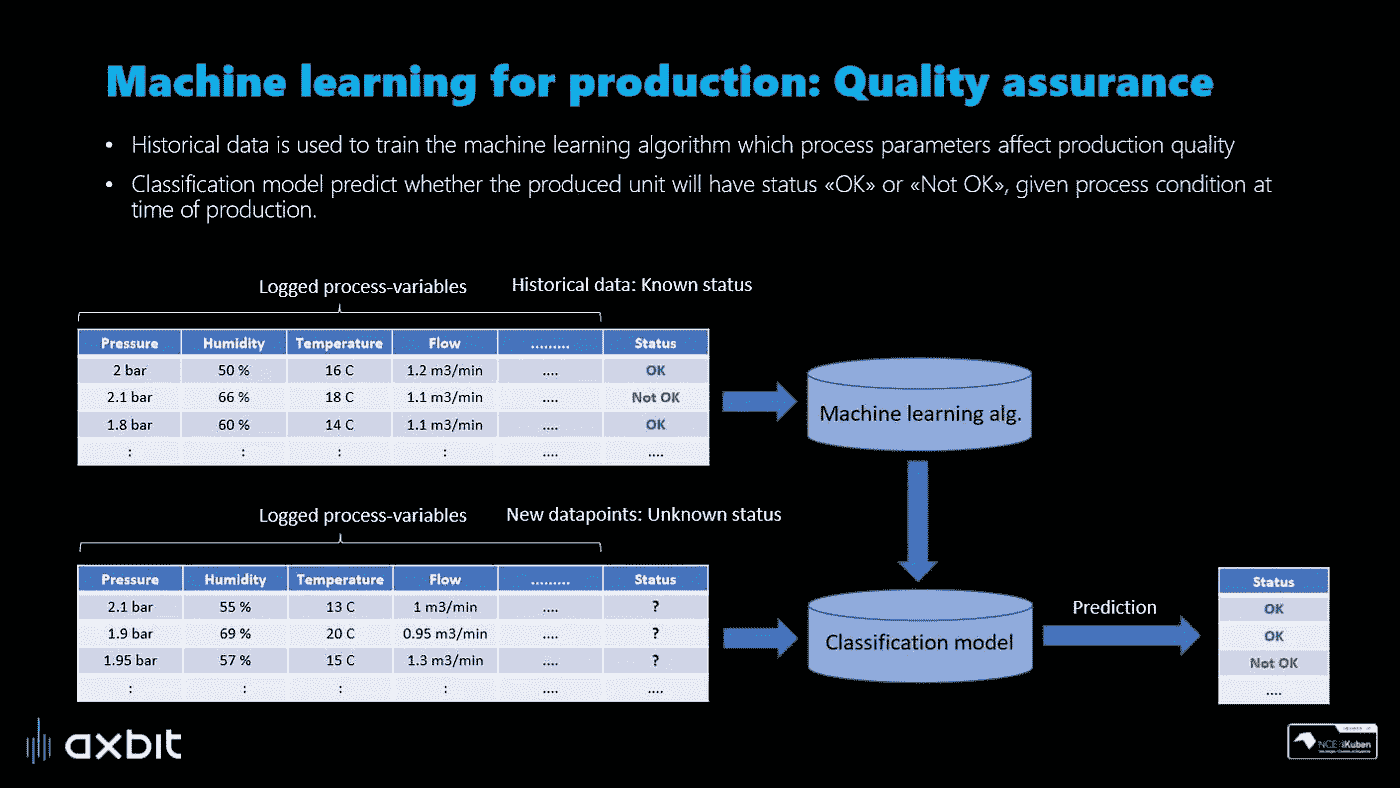 Machine learning for production: Quality assurance
• Historical data is used to train the machine learning algorithm which process parameters affect production quality
• Classification model predict whether the produced unit will have status «OK» or «Not OK», given process condition at
time of production.
Logged process-variables Historical data: Known status
Pressure Humidity Temperature Flow ......... Status
2 bar 50 % 16 C 1.2 m3/min .... OK
2.1 bar 66 % 18 C 1.1 m3/min .... Not OK
1.8 bar 60 % 14 C 1.1 m3/min .... OK
: : : : .... ....
Machine learning alg.
Logged process-variables New datapoints: Unknown status
Pressure Humidity Temperature Flow ......... Status
2.1 bar 55 % 13 C 1 m3/min .... ?
1.9 bar 69 % 20 C 0.95 m3/min .... ?
1.95 bar 57 % 15 C 1.3 m3/min .... ?
: : : : .... ....
Classification model
Prediction
Status
OK
OK
Not OK
....
axbit
NCE iKuben